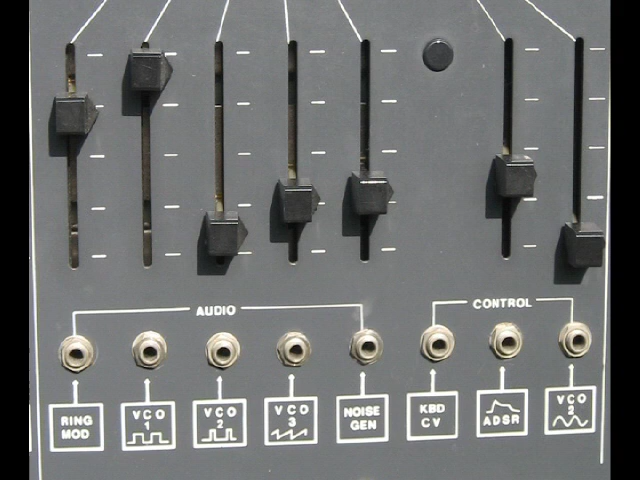 AUDIO
CONTROL
RING
MOD
VCO
1
VCO
2
VCO
3
NOISE
GEN
KBD
CV
ADSR
VCO
2